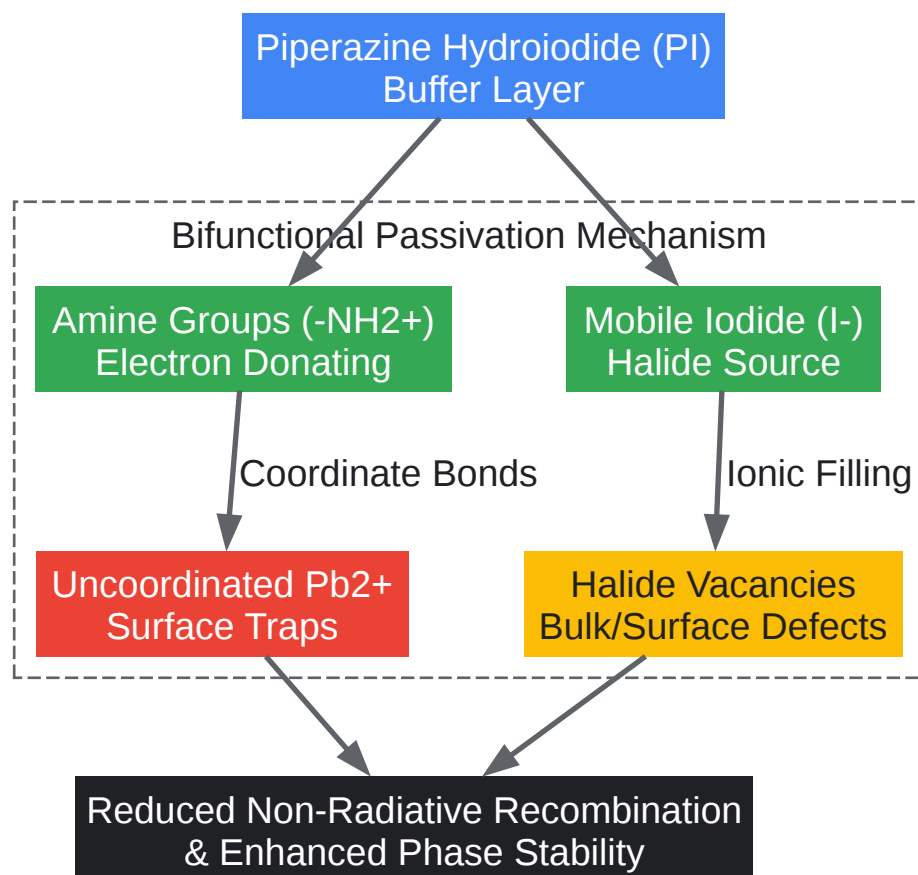 Piperazine Hydroiodide (PI)
Buffer Layer
Bifunctional Passivation Mechanism
Amine Groups (-NH2+)
Electron Donating
Mobile Iodide (I-)
Halide Source
Coordinate Bonds
Ionic Filling
Uncoordinated Pb2+
Surface Traps
Halide Vacancies
Bulk/Surface Defects
Reduced Non-Radiative Recombination
& Enhanced Phase Stability